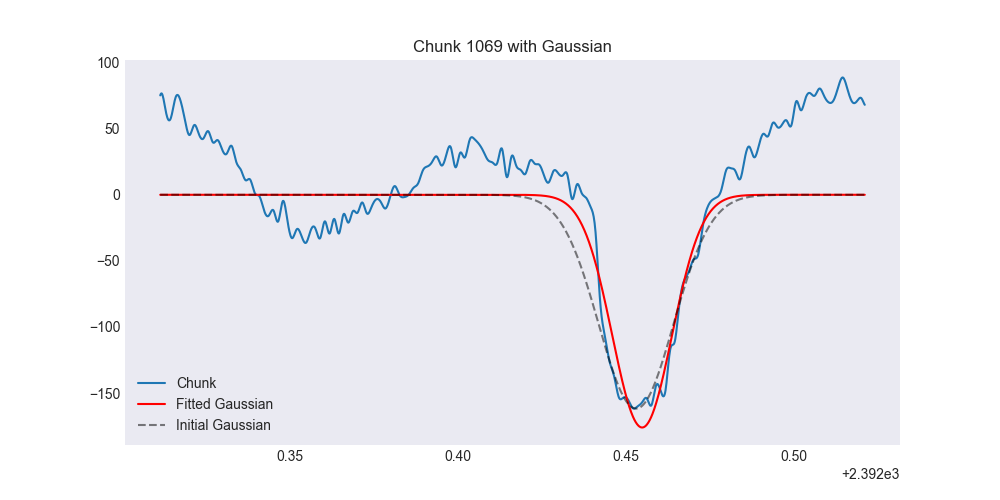 Chunk 1069 with Gaussian
100
50
0
−50
−100
−150
Chunk
Fitted Gaussian
Initial Gaussian
0.35 0.40 0.45 0.50
+2.392e3